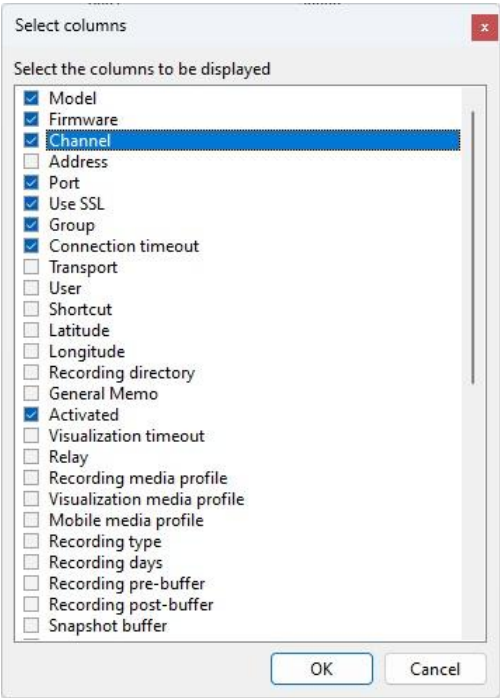 Select columns
x
Select the columns to be displayed
Model
Firmware
Channel
Address
Port
Use SSL
Group
Connection timeout
Transport
User
Shortcut
Latitude
Longitude
Recording directory
General Memo
Activated
Visualization timeout
Relay
Recording media profile
Visualization media profile
Mobile media profile
Recording type
Recording days
Recording pre-buffer
Recording post-buffer
Snapshot buffer
OK
Cancel